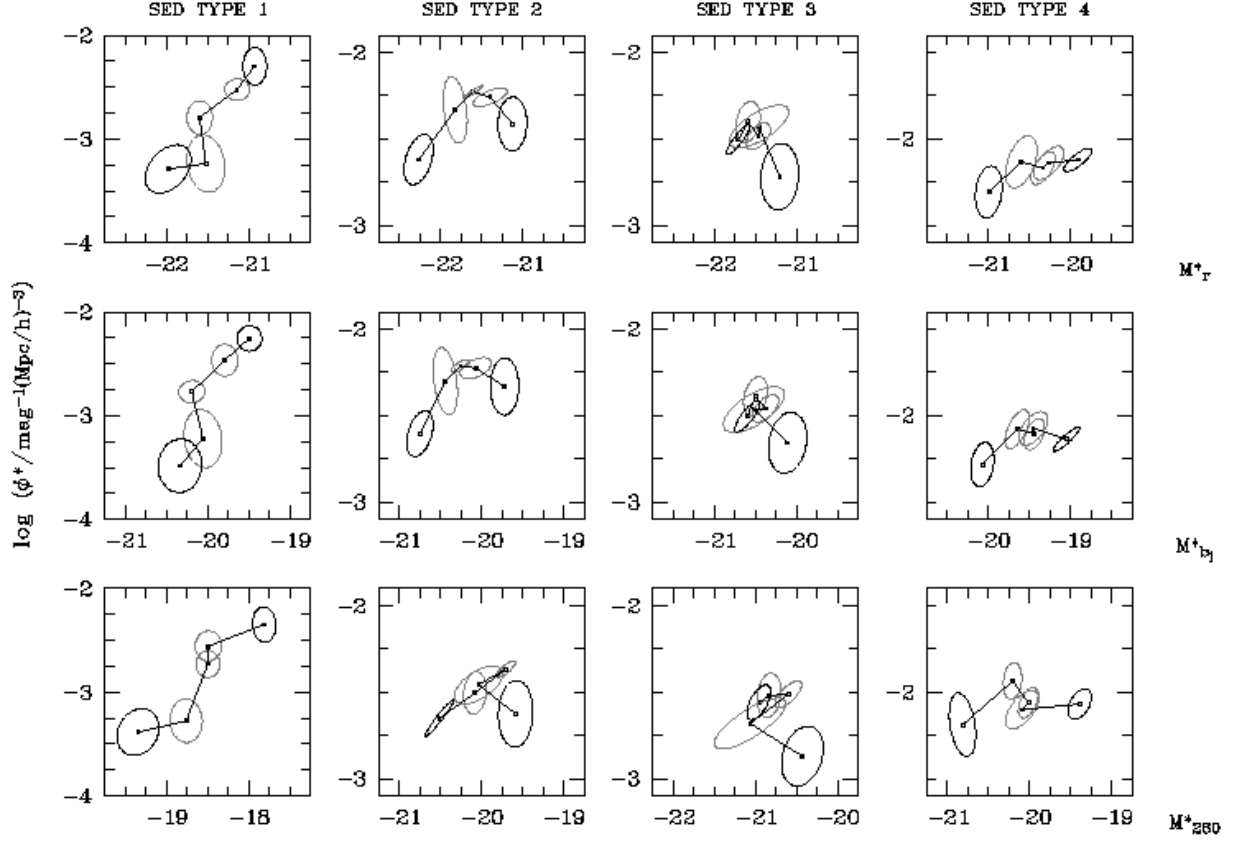 SED TYPE 1 SED TYPE 2 SED TYPE 3 SED TYPE 4
−2 −3 −4 −22 −21
−2 −3 −22 −21
−2 −3 −22 −21
−2 −21 −20
M*r
log (φ*/mag⁻¹(Mpc/h)⁻³)
−2 −3 −4 −21 −20 −19
−2 −3 −21 −20 −19
−2 −3 −21 −20
−2 −20 −19
M*bj
−2 −3 −4 −19 −18
−2 −3 −21 −20 −19
−2 −3 −22 −21 −20
−2 −21 −20 −19
M*280